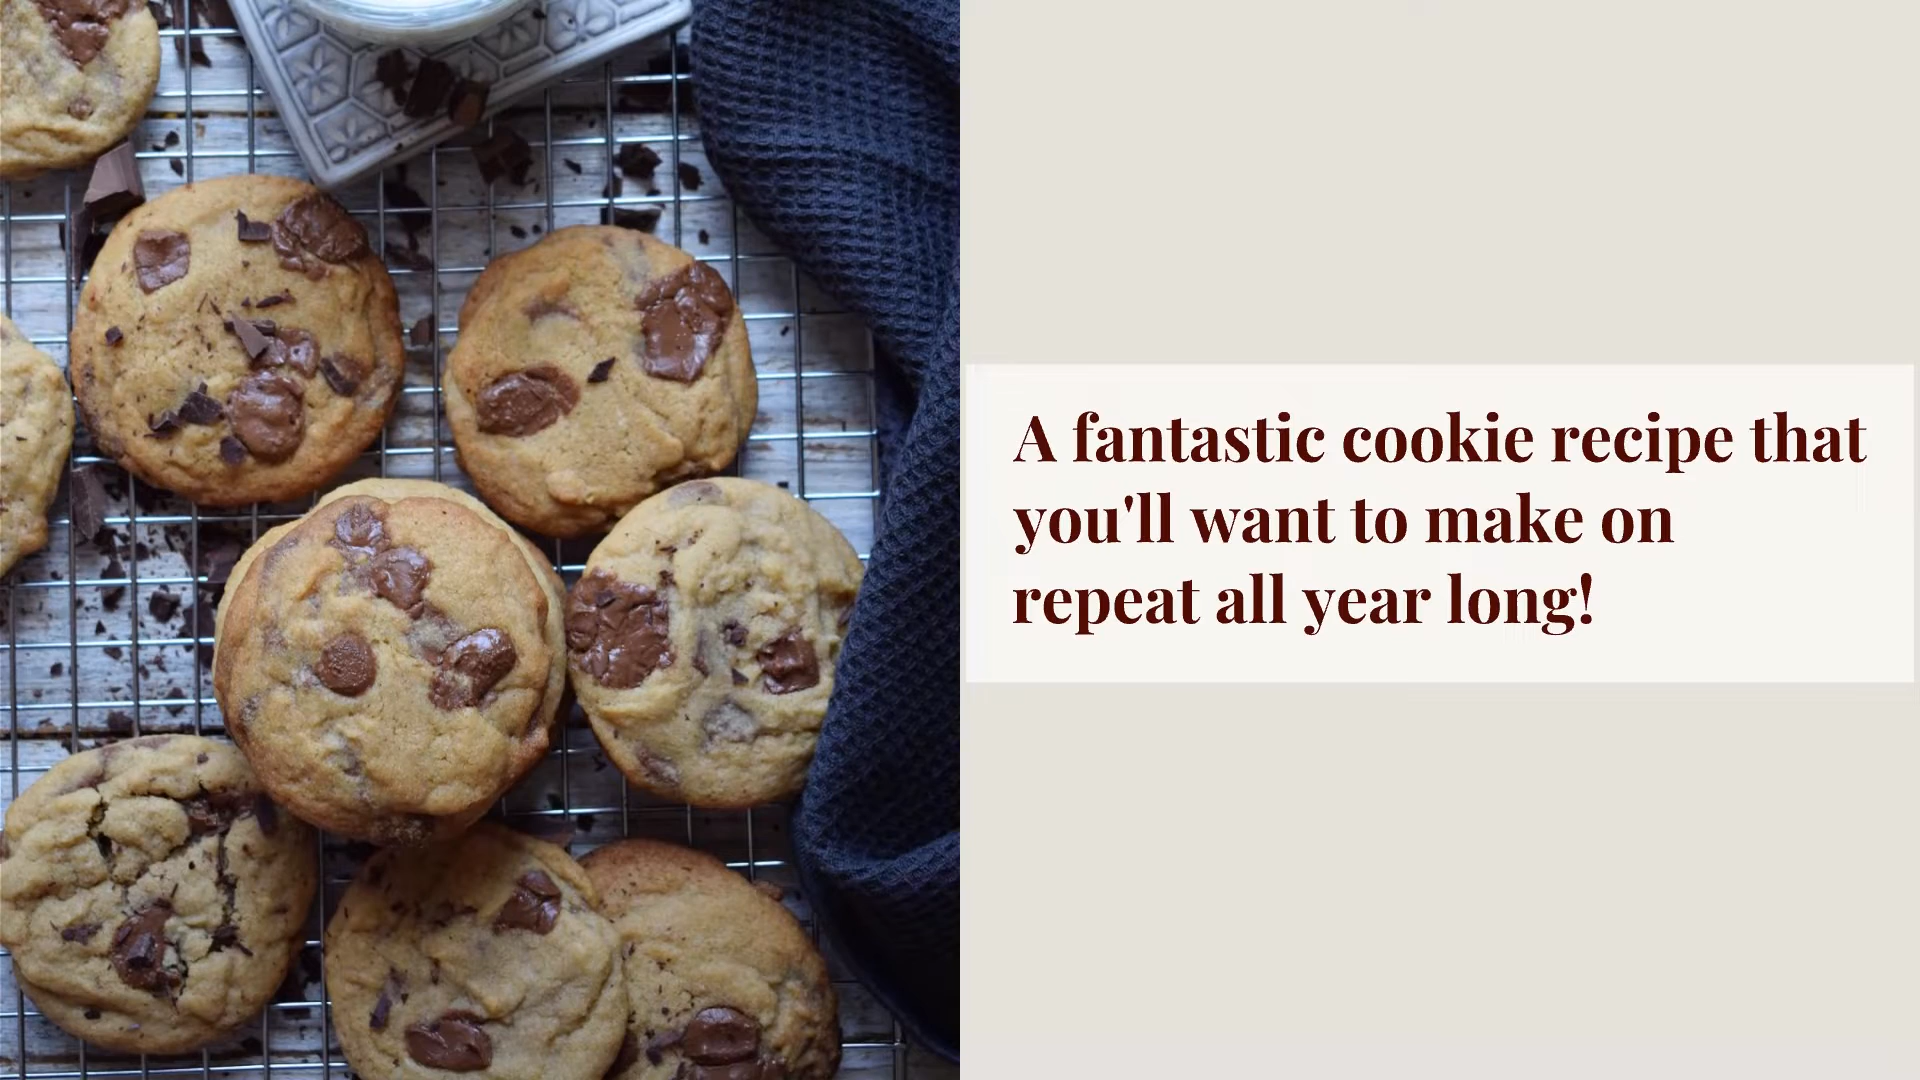 A fantastic cookie recipe that
you'll want to make on
repeat all year long!